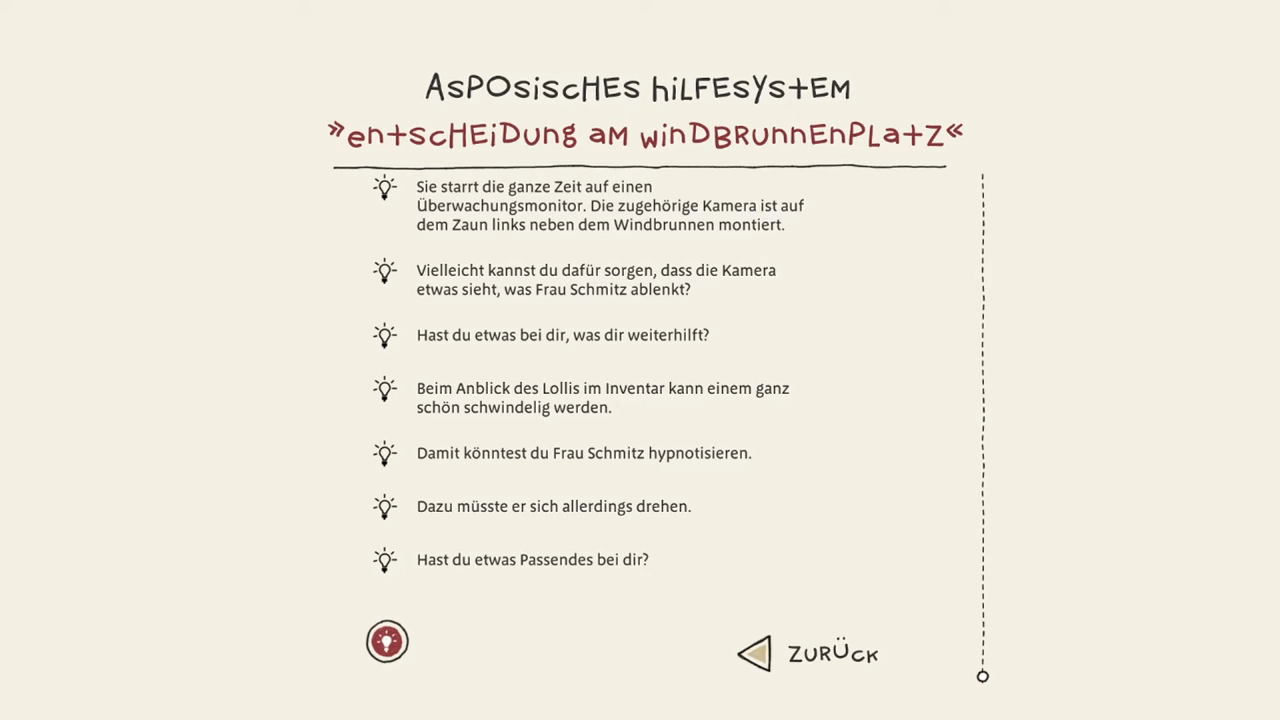 Asposisches Hilfesystem
»Entscheidung am Windbrunnenplatz«
Sie starrt die ganze Zeit auf einen
Überwachungsmonitor. Die zugehörige Kamera ist auf
dem Zaun links neben dem Windbrunnen montiert.
Vielleicht kannst du dafür sorgen, dass die Kamera
etwas sieht, was Frau Schmitz ablenkt?
Hast du etwas bei dir, was dir weiterhilft?
Beim Anblick des Lollis im Inventar kann einem ganz
schön schwindelig werden.
Damit könntest du Frau Schmitz hypnotisieren.
Dazu müsste er sich allerdings drehen.
Hast du etwas Passendes bei dir?
Zurück